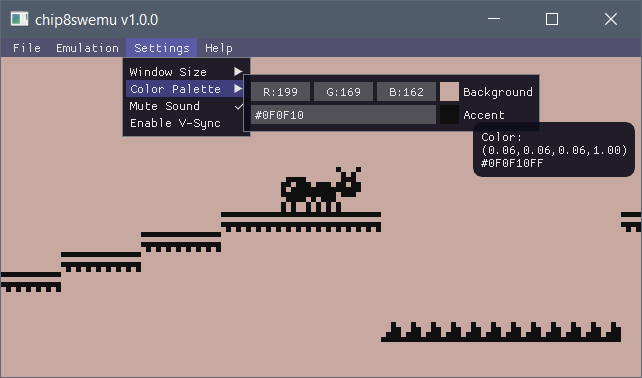 chip8swemu v1.0.0
File Emulation Settings Help
Window Size
Color Palette
Mute Sound
Enable V-Sync
R:199 G:169 B:162 Background
#0F0F10 Accent
Color:
(0.06,0.06,0.06,1.00)
#0F0F10FF